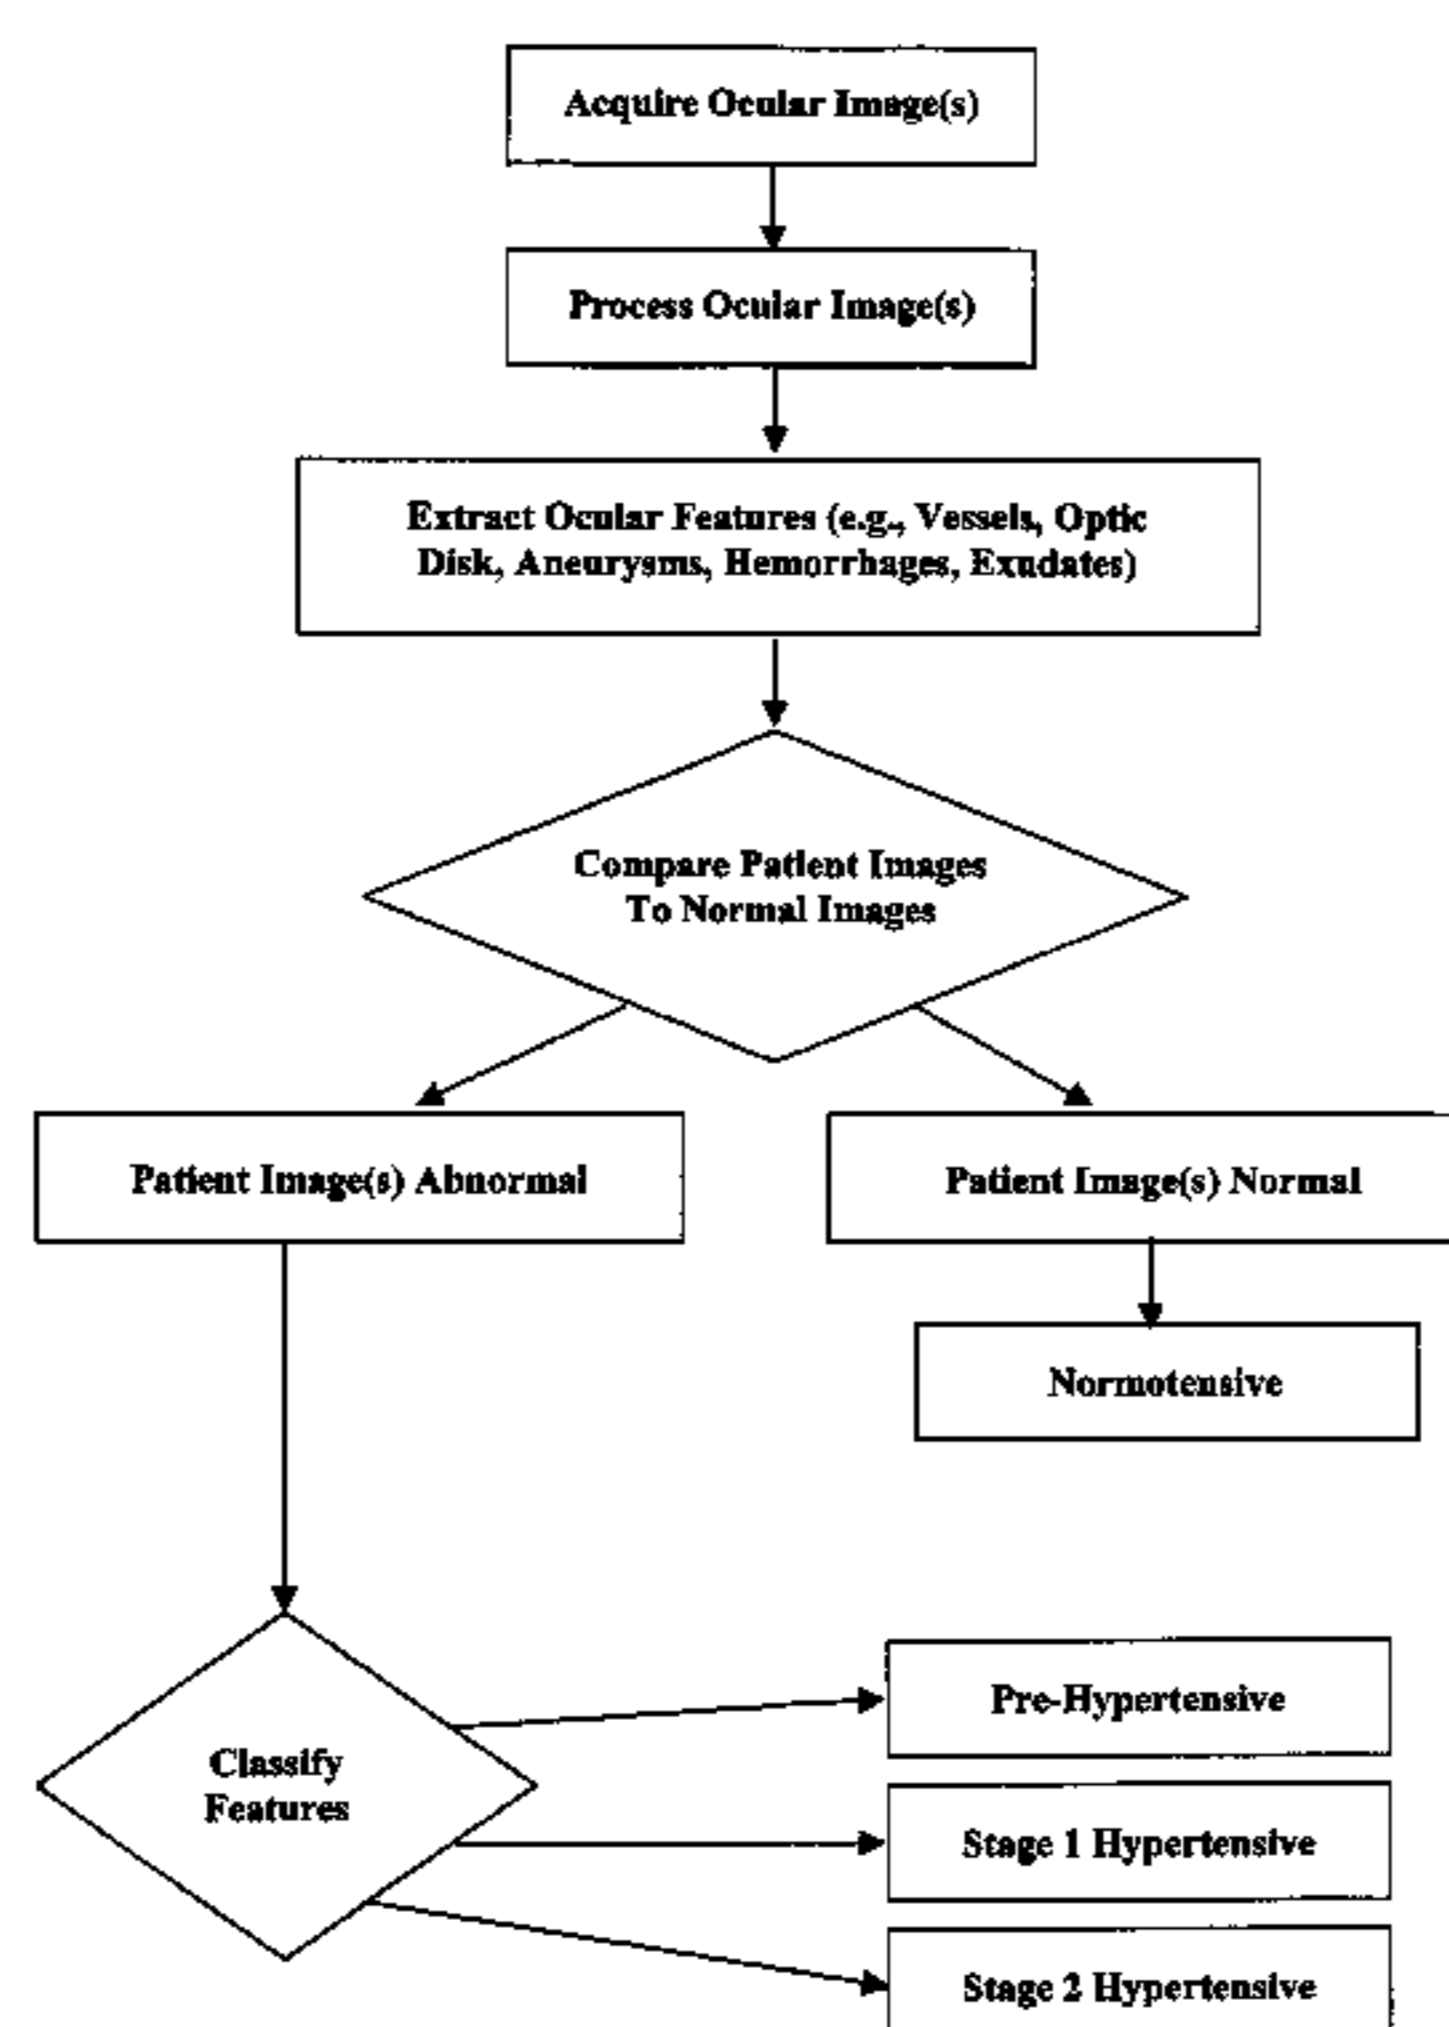 Acquire Ocular Image(s)
Process Ocular Image(s)
Extract Ocular Features (e.g., Vessels, Optic
Disk, Aneurysms, Hemorrhages, Exudates)
Compare Patient Images
To Normal Images
Patient Image(s) Abnormal
Patient Image(s) Normal
Normotensive
Classify
Features
Pre-Hypertensive
Stage 1 Hypertensive
Stage 2 Hypertensive